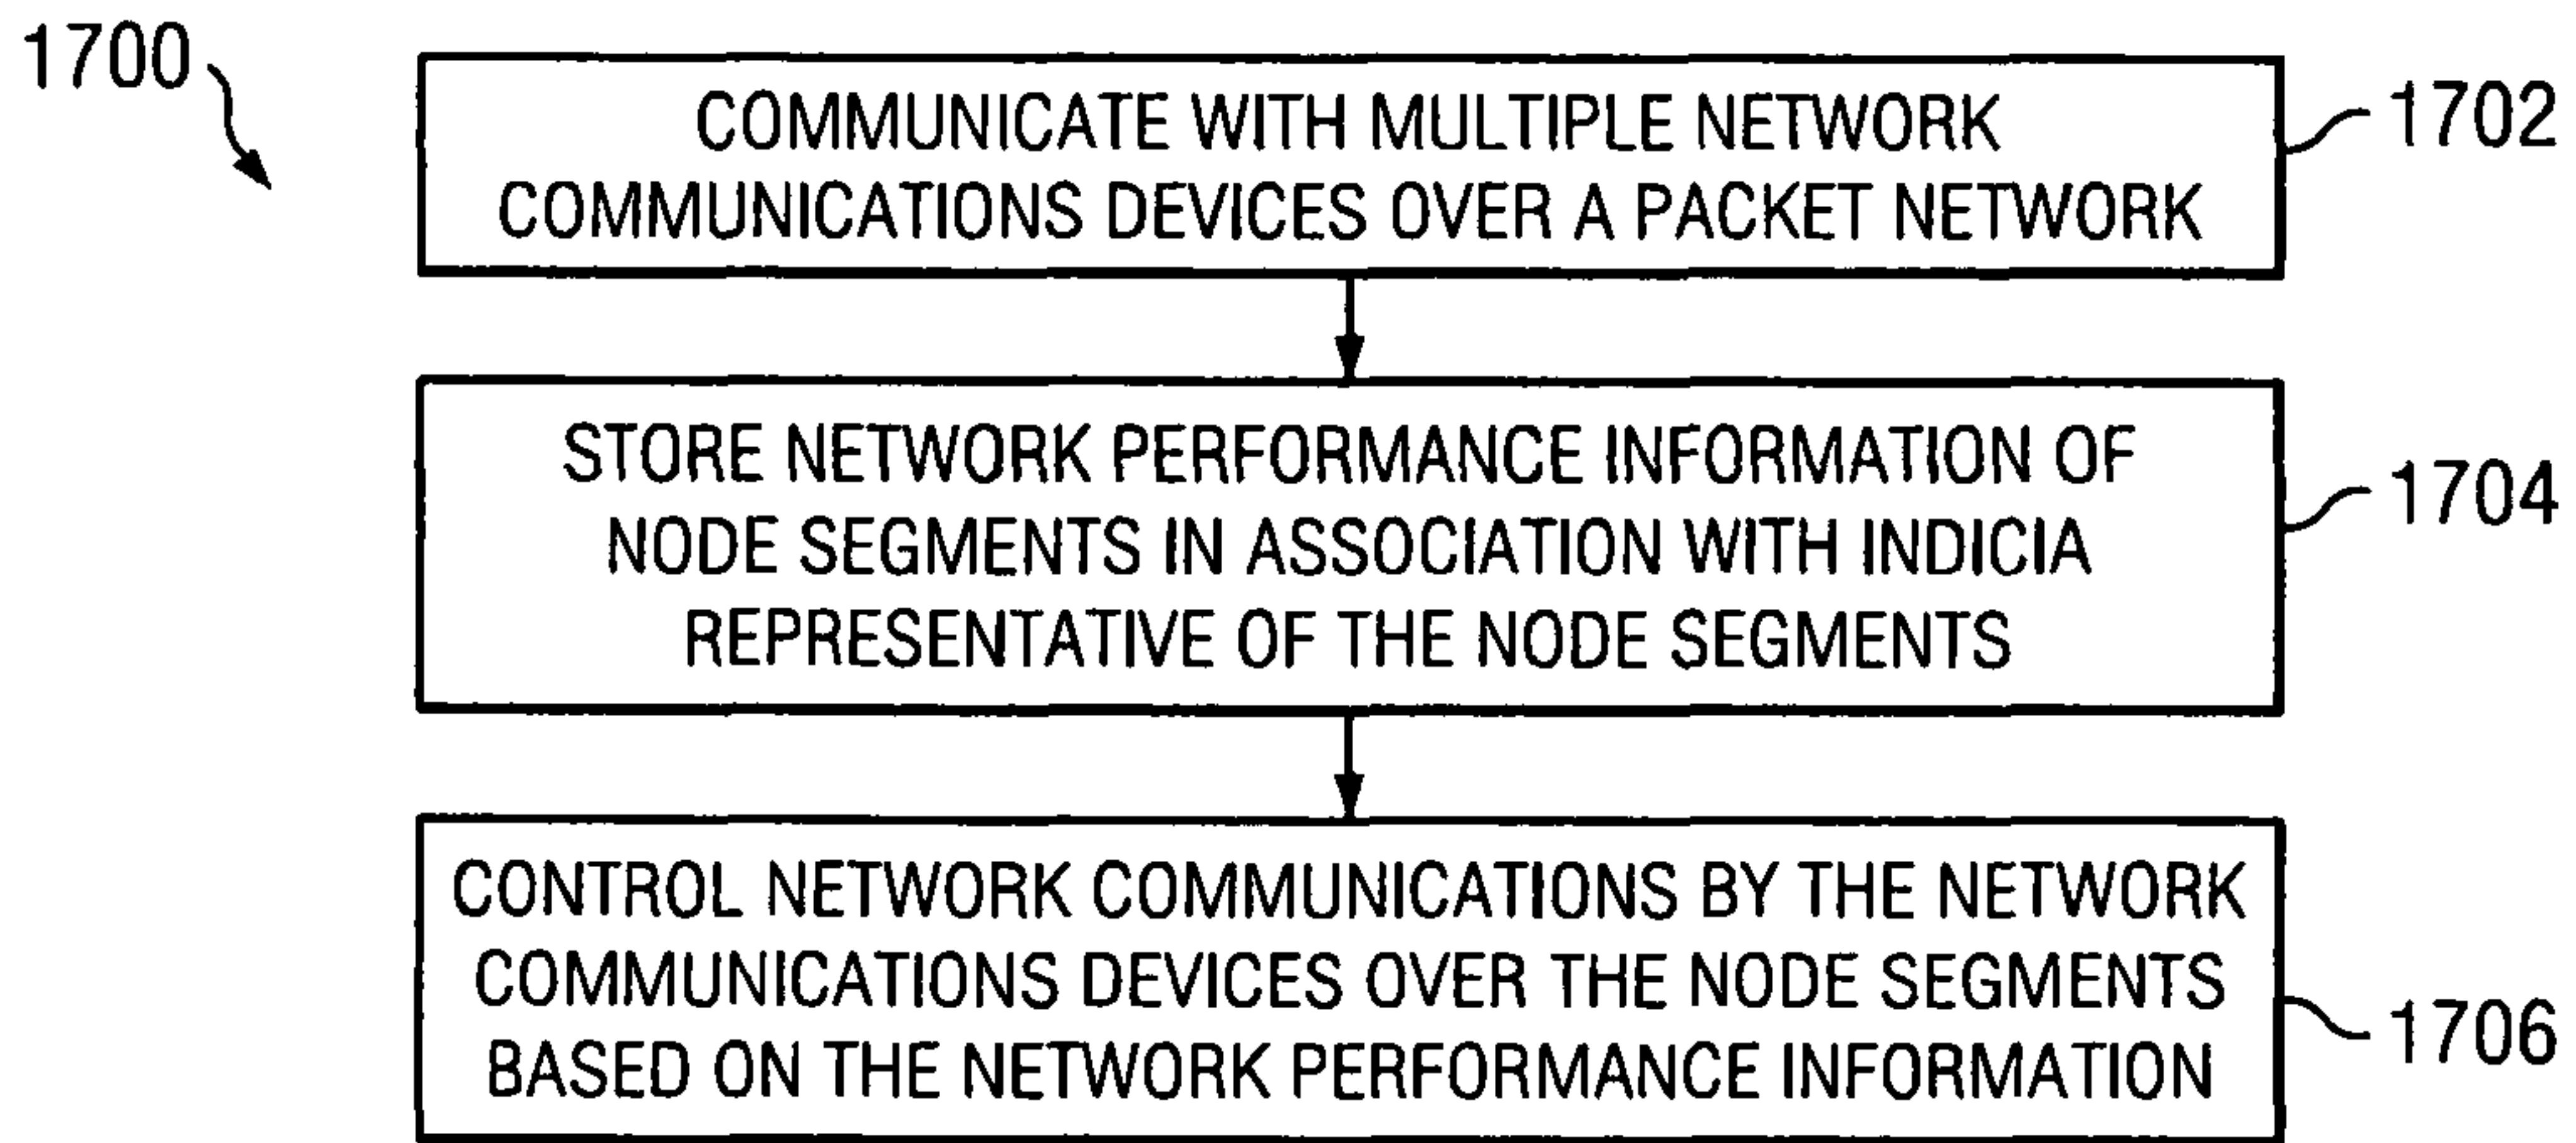 1700
COMMUNICATE WITH MULTIPLE NETWORK
COMMUNICATIONS DEVICES OVER A PACKET NETWORK
1702
STORE NETWORK PERFORMANCE INFORMATION OF
NODE SEGMENTS IN ASSOCIATION WITH INDICIA
REPRESENTATIVE OF THE NODE SEGMENTS
1704
CONTROL NETWORK COMMUNICATIONS BY THE NETWORK
COMMUNICATIONS DEVICES OVER THE NODE SEGMENTS
BASED ON THE NETWORK PERFORMANCE INFORMATION
1706